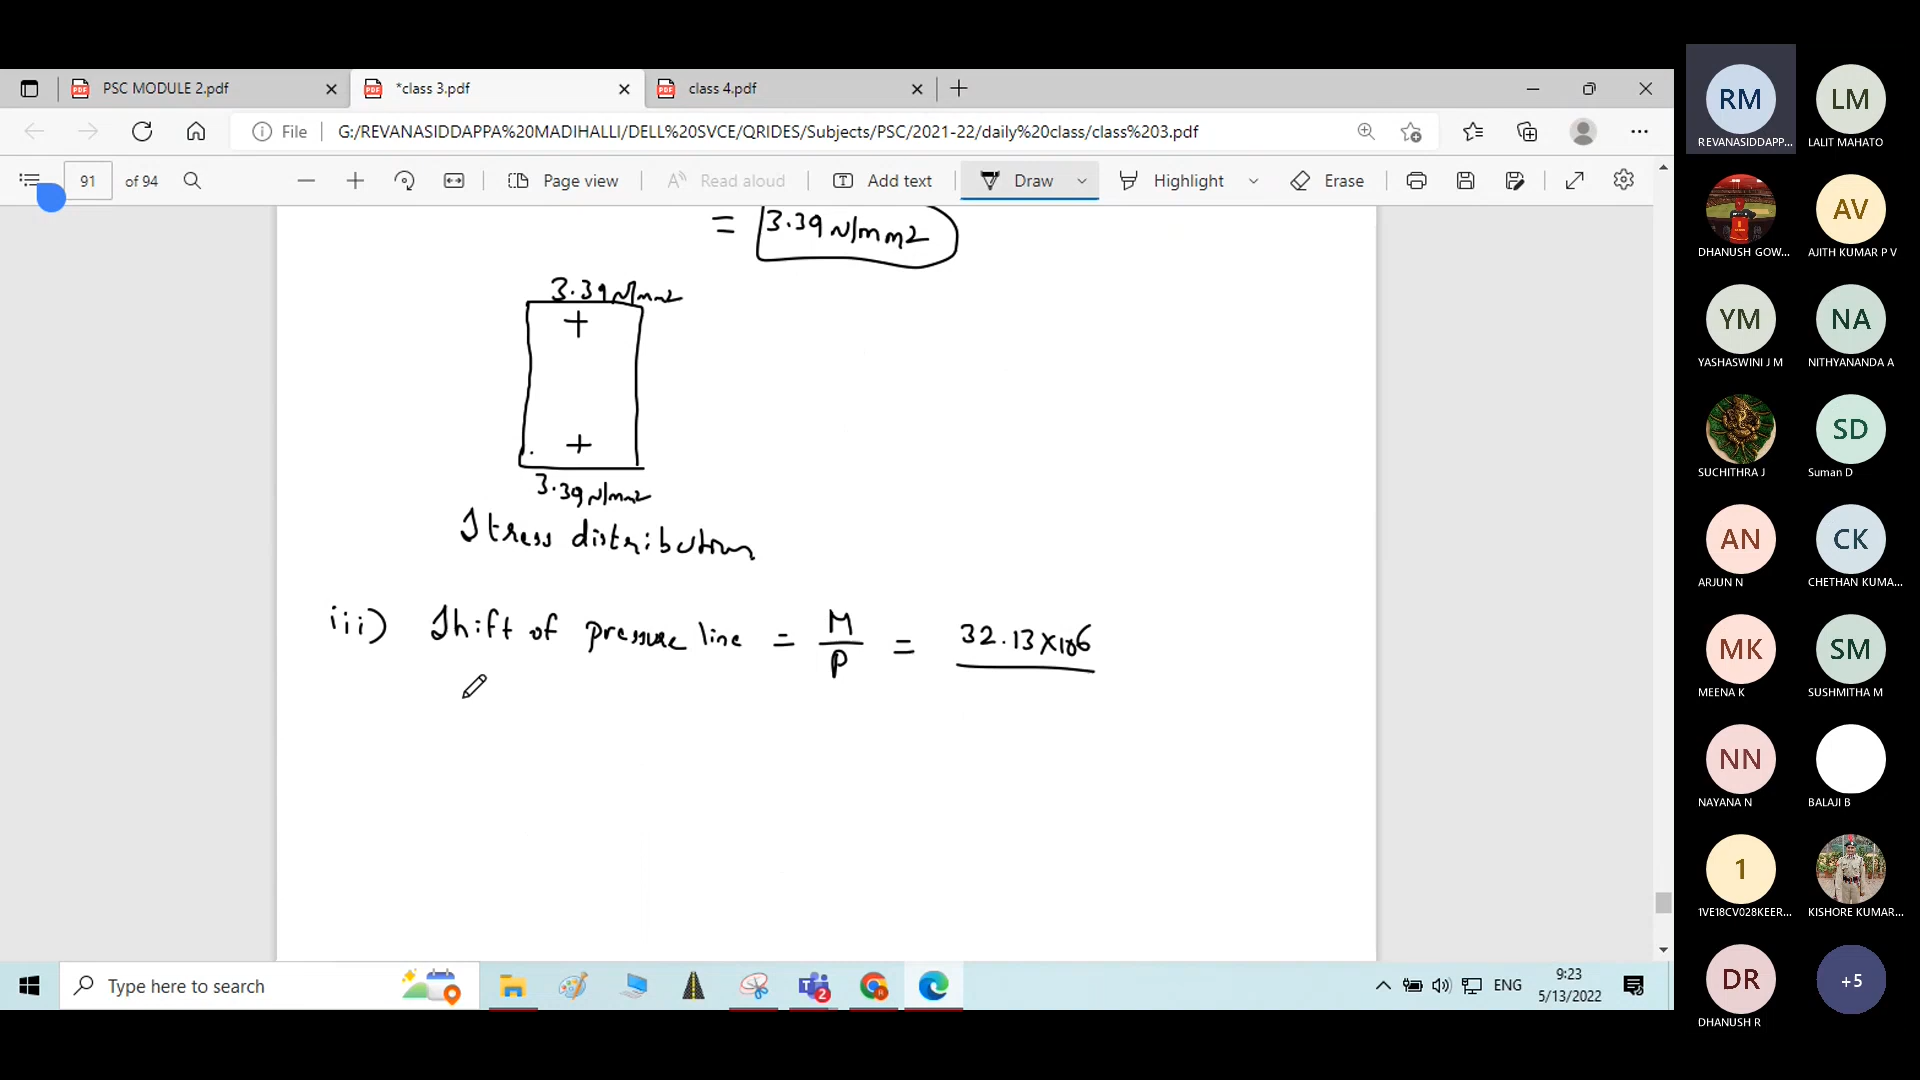 PSC MODULE 2.pdf
*class 3.pdf
class 4.pdf
File
G:/REVANASIDDAPPA%20MADIHALLI/DELL%20SVCE/QRIDES/Subjects/PSC/2021-22/daily%20class/class%203.pdf
91 of 94
Page view
Read aloud
Add text
Draw
Highlight
Erase
= 3.39 N/mm2
3.39 N/mm2
+
+
3.39 N/mm2
Stress distribution
iii) Shift of pressure line = M/P = 32.13×106
Type here to search
2
R
ENG
9:23
5/13/2022
RM
REVANASIDDAPP...
LM
LALIT MAHATO
DHANUSH GOW...
AV
AJITH KUMAR P V
YM
YASHASWINI J M
NA
NITHYANANDA A
SUCHITHRA J
SD
Suman D
AN
ARJUN N
CK
CHETHAN KUMA...
MK
MEENA K
SM
SUSHMITHA M
NN
NAYANA N
BALAJI B
1
1VE18CV028KEER...
KISHORE KUMAR...
DR
DHANUSH R
+5